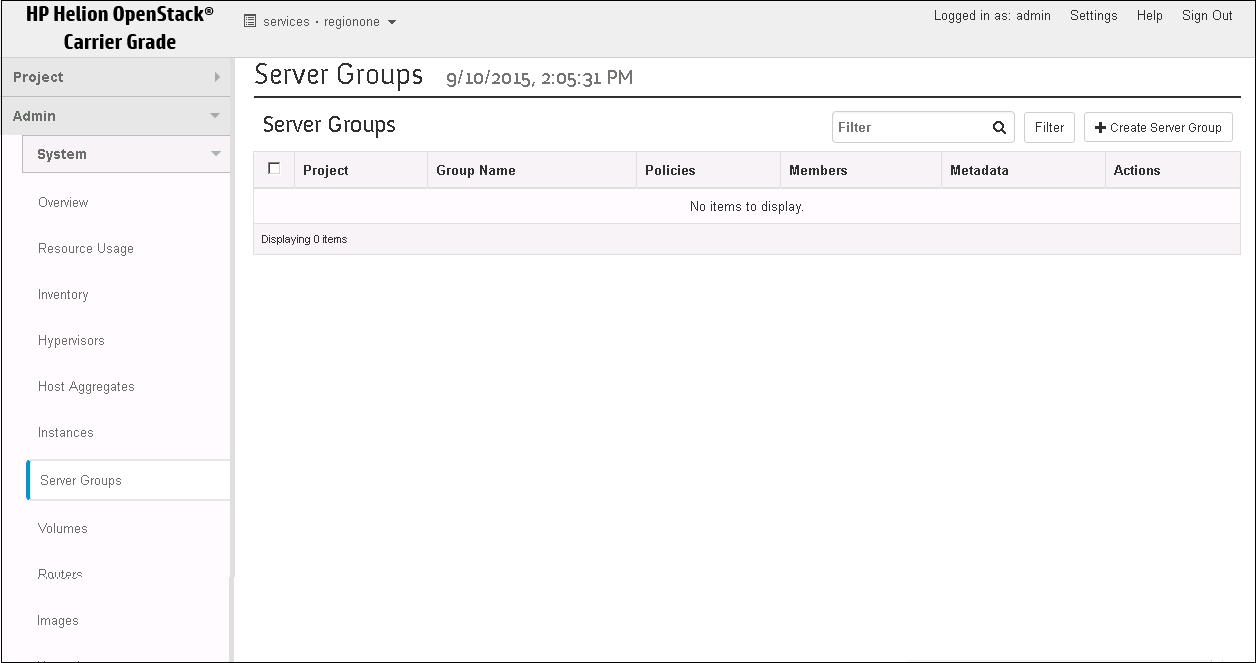 HP Helion OpenStack®
Carrier Grade
services · regionone
Logged in as: admin
Settings
Help
Sign Out
Project
Admin
System
Overview
Resource Usage
Inventory
Hypervisors
Host Aggregates
Instances
Server Groups
Volumes
Routers
Images
Server Groups 9/10/2015, 2:05:31 PM
Server Groups
Filter
Filter
Create Server Group
Project Group Name Policies Members Metadata Actions
No items to display.
Displaying 0 items